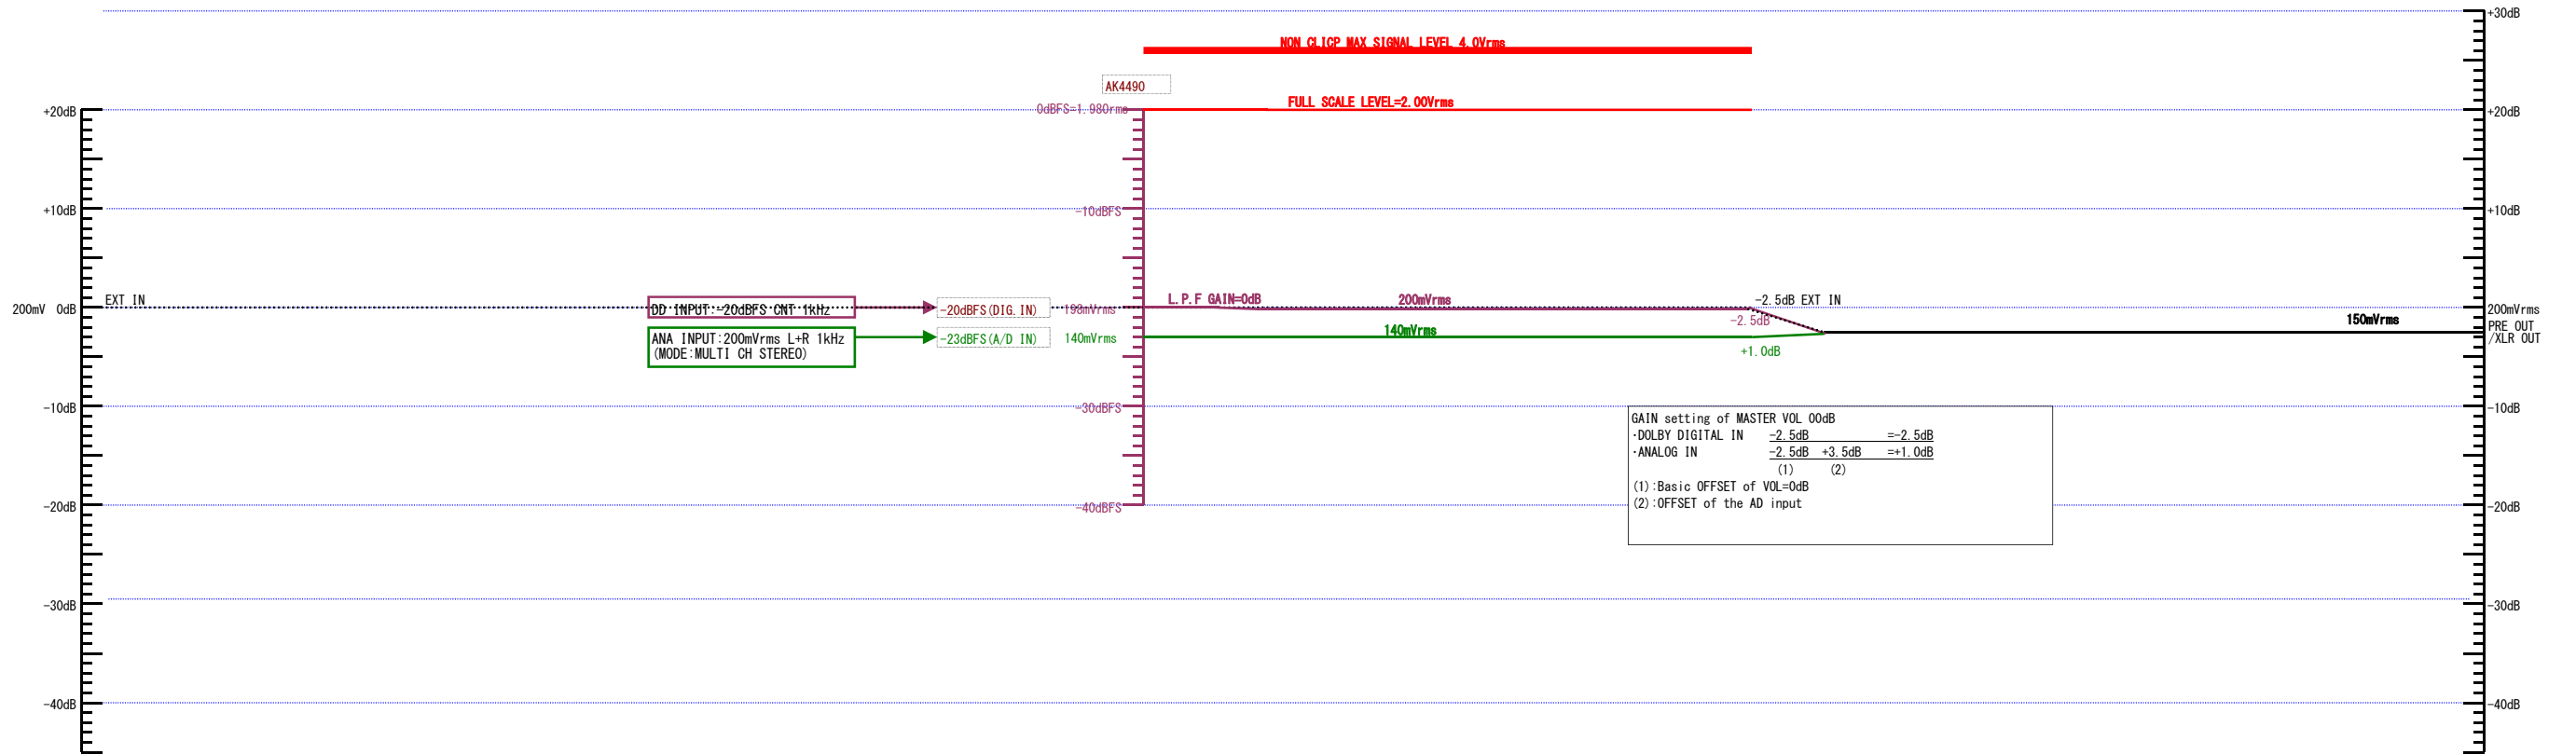 +30dB
NON CLICP MAX SIGNAL LEVEL 4.0Vrms
AK4490
+20dB
0dBFS=1.980rms
FULL SCALE LEVEL=2.00Vrms
+20dB
+10dB
-10dBFS
+10dB
EXT IN
200mV 0dB
DD INPUT:-20dBFS CNT 1kHz
-20dBFS(DIG.IN)
198mVrms
L.P.F GAIN=0dB
200mVrms
-2.5dB EXT IN
-2.5dB
150mVrms
200mVrms
PRE OUT
/XLR OUT
ANA INPUT:200mVrms L+R 1kHz
(MODE:MULTI CH STEREO)
-23dBFS(A/D IN)
140mVrms
140mVrms
+1.0dB
-10dB
-30dBFS
-10dB
GAIN setting of MASTER VOL 00dB
・DOLBY DIGITAL IN -2.5dB =-2.5dB
・ANALOG IN -2.5dB +3.5dB =+1.0dB
(1) (2)
(1):Basic OFFSET of VOL=0dB
(2):OFFSET of the AD input
-20dB
-40dBFS
-20dB
-30dB
-30dB
-40dB
-40dB